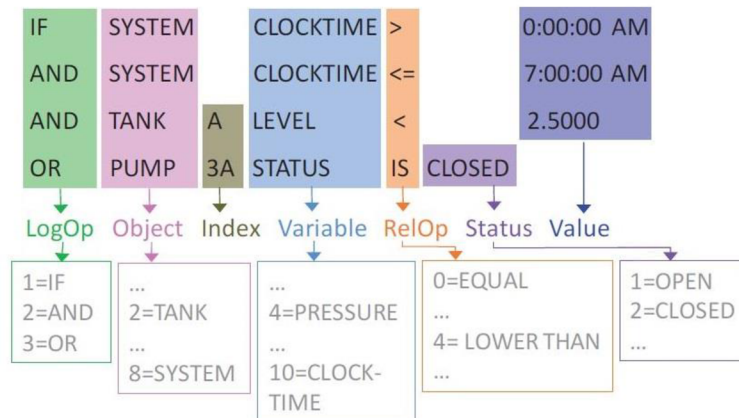 IF SYSTEM CLOCKTIME > 0:00:00 AM
AND SYSTEM CLOCKTIME <= 7:00:00 AM
AND TANK A LEVEL < 2.5000
OR PUMP 3A STATUS IS CLOSED
LogOp Object Index Variable RelOp Status Value
1=IF
2=AND
3=OR
...
2=TANK
...
8=SYSTEM
...
4=PRESSURE
...
10=CLOCK-
TIME
0=EQUAL
...
4= LOWER THAN
...
1=OPEN
2=CLOSED
...